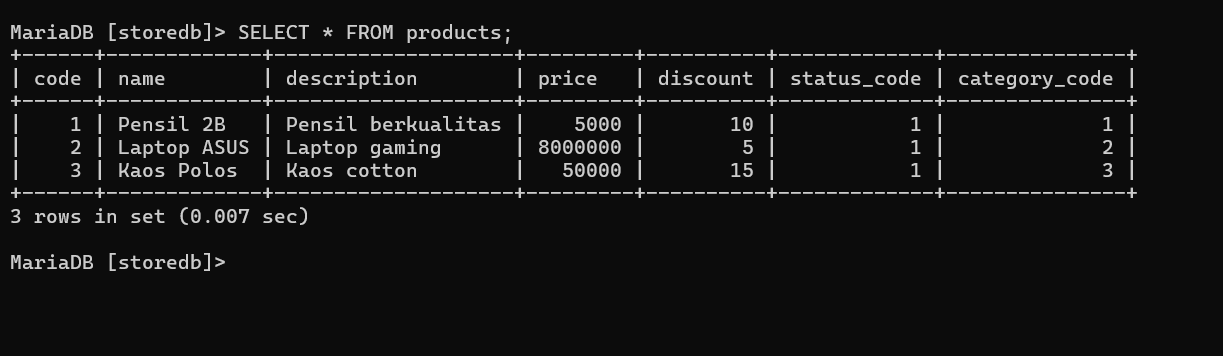 MariaDB [storedb]> SELECT * FROM products;
+------+-------------+--------------------+---------+----------+-------------+---------------+
| code | name        | description        | price   | discount | status_code | category_code |
+------+-------------+--------------------+---------+----------+-------------+---------------+
|    1 | Pensil 2B   | Pensil berkualitas |    5000 |       10 |           1 |             1 |
|    2 | Laptop ASUS | Laptop gaming      | 8000000 |        5 |           1 |             2 |
|    3 | Kaos Polos  | Kaos cotton        |   50000 |       15 |           1 |             3 |
+------+-------------+--------------------+---------+----------+-------------+---------------+
3 rows in set (0.007 sec)
MariaDB [storedb]>